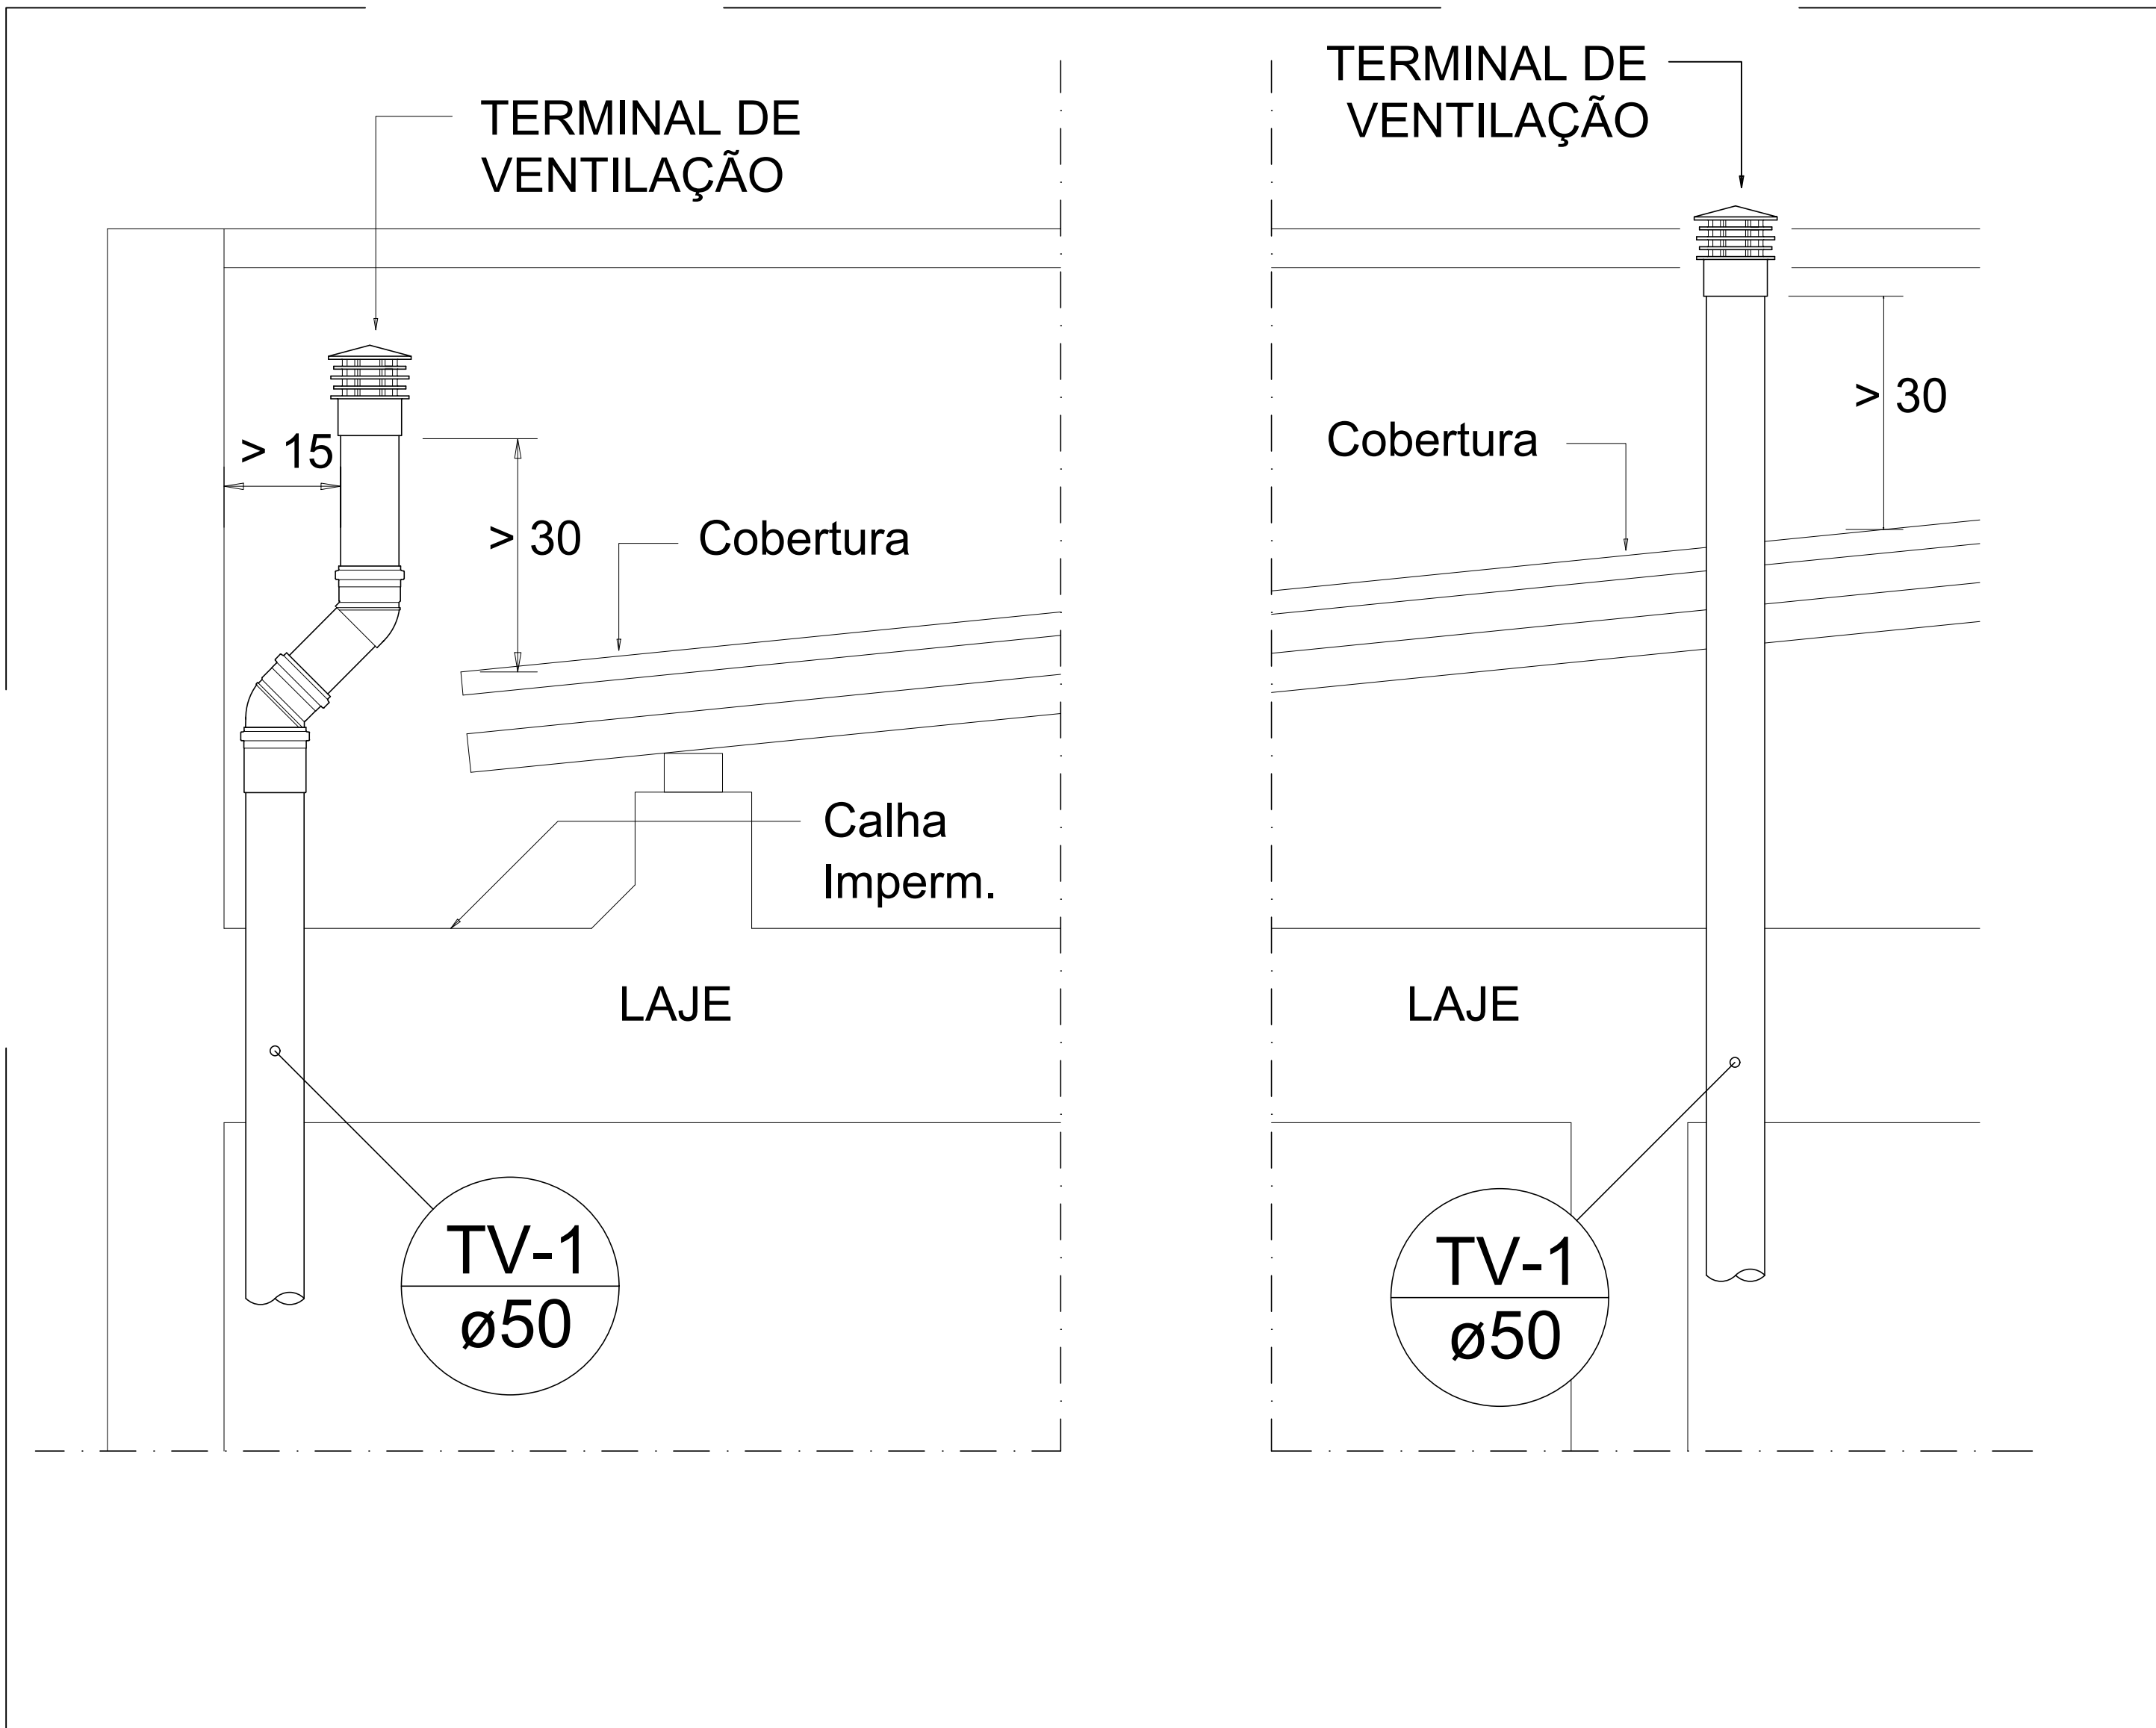 TERMINAL DE
VENTILAÇÃO
> 15
> 30
Cobertura
Calha
Imperm.
LAJE
TV-1
ø50
TERMINAL DE
VENTILAÇÃO
> 30
Cobertura
LAJE
TV-1
ø50